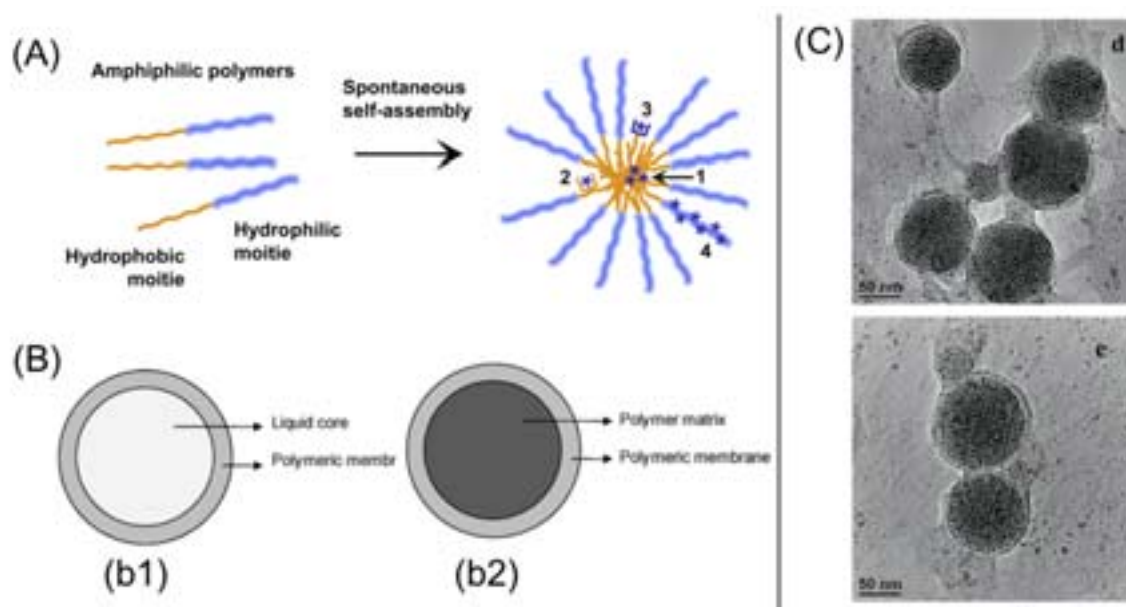 (A)
Amphiphilic polymers
Spontaneous
self-assembly
Hydrophobic
moitie
Hydrophilic
moitie
3
2
1
4
(B)
Liquid core
Polymeric membr
(b1)
Polymer matrix
Polymeric membrane
(b2)
(C)
d
50 nm
e
50 nm